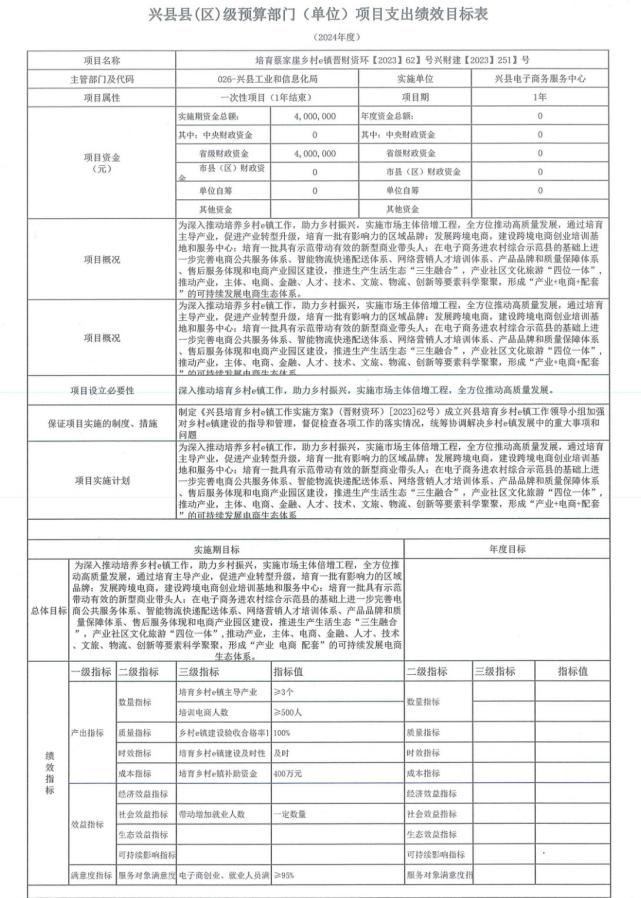 兴县县(区)级预算部门（单位）项目支出绩效目标表
（2024年度）
项目名称 培育蔡家崖乡村e镇晋财资环【2023】62】号兴财建【2023】251】号
主管部门及代码 026-兴县工业和信息化局 实施单位 兴县电子商务服务中心
项目属性 一次性项目（1年结束） 项目期 1年
项目资金（元）
实施期资金总额: 4,000,000 年度资金总额: 0
其中: 中央财政资金 0 其中: 中央财政资金 0
省级财政资金 4,000,000 省级财政资金 0
市县（区）财政资金 0 市县（区）财政资金 0
单位自筹 0 单位自筹 0
其他资金 其他资金
项目概况
为深入推动培养乡村e镇工作，助力乡村振兴，实施市场主体倍增工程，全方位推动高质量发展，通过培育
主导产业，促进产业转型升级，培育一批有影响力的区域品牌；发展跨境电商，建设跨境电商创业培训基
地和服务中心；培育一批具有示范带动有效的新型商业带头人；在电子商务进农村综合示范县的基础上进
一步完善电商公共服务体系、智能物流快递配送体系、网络营销人才培训体系、产品品牌和质量保障体系
、售后服务体现和电商产业园区建设，推进生产生活生态“三生融合”，产业社区文化旅游“四位一体”，
推动产业，主体、电商、金融、人才、技术、文旅、物流、创新等要素科学聚聚，形成“产业+电商+配套
”的可持续发展电商生态体系。
项目概况
为深入推动培养乡村e镇工作，助力乡村振兴，实施市场主体倍增工程，全方位推动高质量发展，通过培育
主导产业，促进产业转型升级，培育一批有影响力的区域品牌；发展跨境电商，建设跨境电商创业培训基
地和服务中心；培育一批具有示范带动有效的新型商业带头人；在电子商务进农村综合示范县的基础上进
一步完善电商公共服务体系、智能物流快递配送体系、网络营销人才培训体系、产品品牌和质量保障体系
、售后服务体现和电商产业园区建设，推进生产生活生态“三生融合”，产业社区文化旅游“四位一体”，
推动产业，主体、电商、金融、人才、技术、文旅、物流、创新等要素科学聚聚，形成“产业+电商+配套
”的可持续发展电商生态体系
项目设立必要性 深入推动培育乡村e镇工作，助力乡村振兴，实施市场主体倍增工程，全方位推动高质量发展。
保证项目实施的制度、措施
制定《兴县培育乡村e镇工作实施方案》（晋财资环）[2023]62号）成立兴县培育乡村e镇工作领导小组加强
对乡村e镇建设的指导和管理，督促检查各项工作的落实情况，统筹协调解决乡村e镇发展中的重大事项和
问题
项目实施计划
为深入推动培养乡村e镇工作，助力乡村振兴，实施市场主体倍增工程，全方位推动高质量发展，通过培育
主导产业，促进产业转型升级，培育一批有影响力的区域品牌；发展跨境电商，建设跨境电商创业培训基
地和服务中心；培育一批具有示范带动有效的新型商业带头人；在电子商务进农村综合示范县的基础上进
一步完善电商公共服务体系、智能物流快递配送体系、网络营销人才培训体系、产品品牌和质量保障体系
、售后服务体现和电商产业园区建设，推进生产生活生态“三生融合”，产业社区文化旅游“四位一体”，
推动产业，主体、电商、金融、人才、技术、文旅、物流、创新等要素科学聚聚，形成“产业+电商+配套
”的可持续发展电商生态体系
实施期目标 年度目标
总体目标
为深入推动培养乡村e镇工作，助力乡村振兴，实施市场主体倍增工程，全方位推
动高质量发展，通过培育主导产业，促进产业转型升级，培育一批有影响力的区域
品牌；发展跨境电商，建设跨境电商创业培训基地和服务中心；培育一批具有示范
带动有效的新型商业带头人；在电子商务进农村综合示范县的基础上进一步完善电
商公共服务体系、智能物流快递配送体系、网络营销人才培训体系、产品品牌和质
量保障体系、售后服务体现和电商产业园区建设，推进生产生活生态“三生融合
”，产业社区文化旅游“四位一体”，推动产业，主体、电商、金融、人才、技术
、文旅、物流、创新等要素科学聚聚，形成“产业 电商 配套”的可持续发展电商
生态体系。
绩效指标
一级指标 二级指标 三级指标 指标值 二级指标 三级指标 指标值
产出指标 数量指标 培育乡村e镇主导产业 ≥3个 数量指标
培训电商人数 ≥500人
质量指标 乡村e镇建设验收合格率 100% 质量指标
时效指标 培育乡村e镇建设及时性 及时 时效指标
成本指标 培育乡村e镇补助资金 400万元 成本指标
效益指标 经济效益指标 经济效益指标
社会效益指标 带动增加就业人数 一定数量 社会效益指标
生态效益指标 生态效益指标
可持续影响指标 可持续影响指标
满意度指标 服务对象满意度 电子商创业、就业人员满 ≥95% 服务对象满意度指